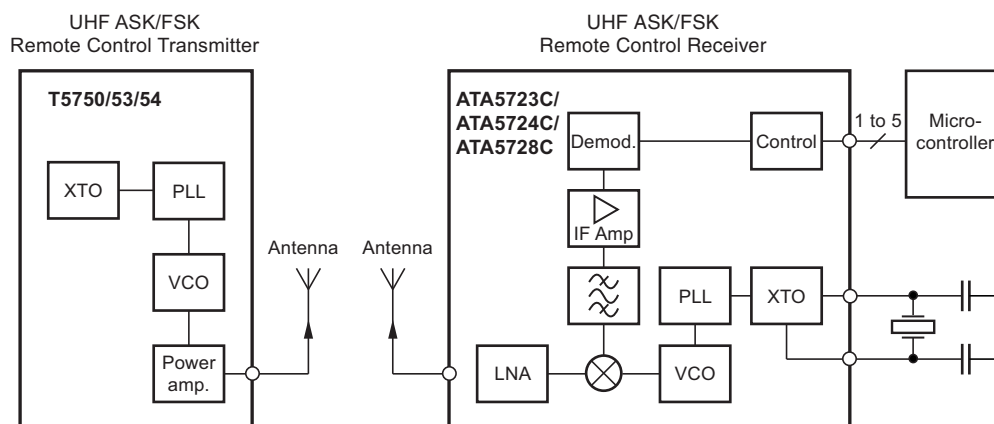 UHF ASK/FSK
Remote Control Transmitter
UHF ASK/FSK
Remote Control Receiver
T5750/53/54
XTO
PLL
VCO
Power
amp.
Antenna
Antenna
ATA5723C/
ATA5724C/
ATA5728C
Demod.
Control
1 to 5
Micro-
controller
IF Amp
PLL
XTO
LNA
VCO